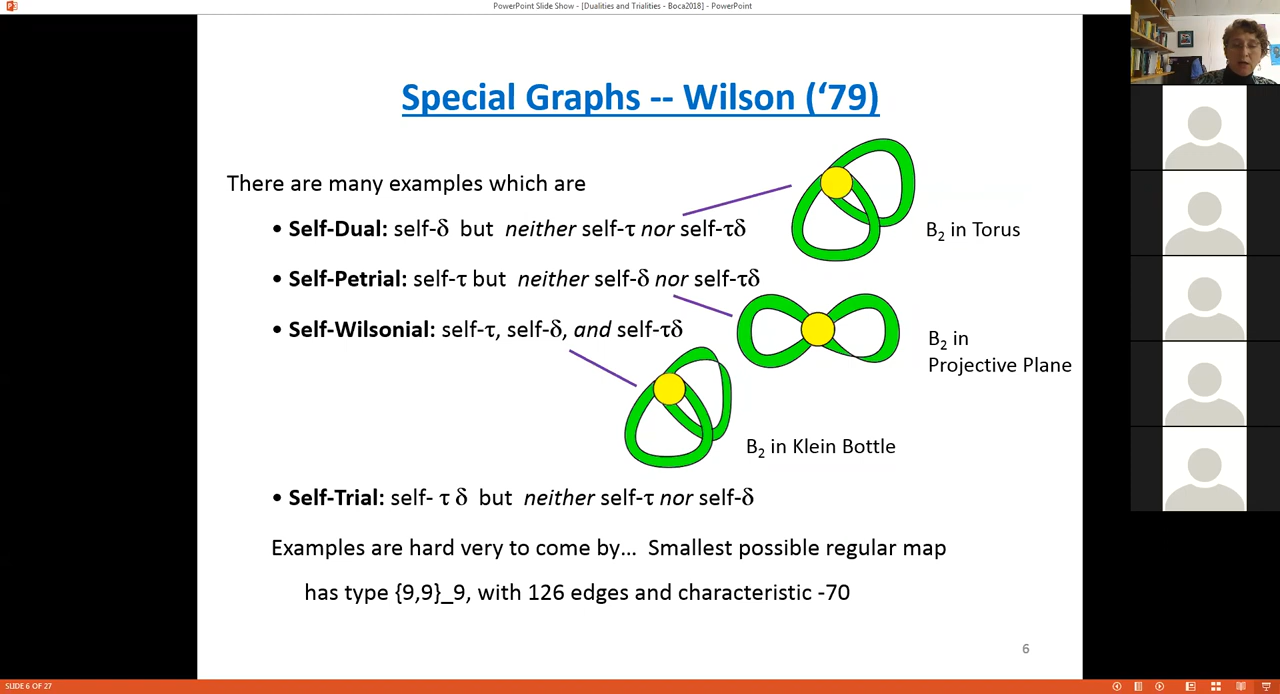 PowerPoint Slide Show - [Dualities and Trialities - Boca2018] - PowerPoint
Special Graphs -- Wilson (‘79)
There are many examples which are
• Self-Dual: self-δ but neither self-τ nor self-τδ
B2 in Torus
• Self-Petrial: self-τ but neither self-δ nor self-τδ
• Self-Wilsonial: self-τ, self-δ, and self-τδ
B2 in
Projective Plane
B2 in Klein Bottle
• Self-Trial: self- τ δ but neither self-τ nor self-δ
Examples are hard very to come by... Smallest possible regular map
has type {9,9}_9, with 126 edges and characteristic -70
6
SLIDE 6 OF 27